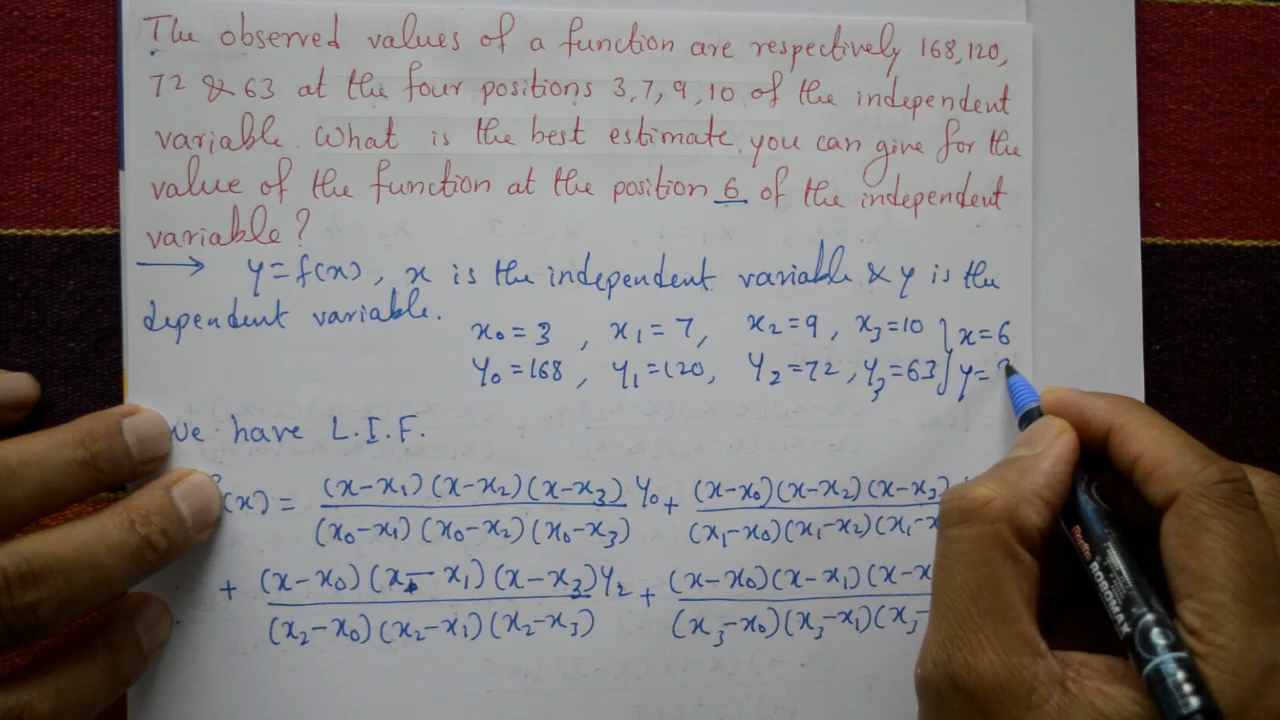 The observed values of a function are respectively 168,120,
72 & 63 at the four positions 3,7,9,10 of the independent
variable. What is the best estimate you can give for the
value of the function at the position 6 of the independent
variable?
→ y=f(x), x is the independent variable & y is the
dependent variable.
x₀=3, x₁=7, x₂=9, x₃=10 } x=6
y₀=168, y₁=120, y₂=72, y₃=63 } y=?
We have L.I.F.
(x) = (x-x₁)(x-x₂)(x-x₃) y₀ + (x-x₀)(x-x₂)(x-x₃)
(x₀-x₁)(x₀-x₂)(x₀-x₃) (x₁-x₀)(x₁-x₂)(x₁-x
+ (x-x₀)(x-x₁)(x-x₃) y₂ + (x-x₀)(x-x₁)(x-x
(x₂-x₀)(x₂-x₁)(x₂-x₃) (x₃-x₀)(x₃-x₁)(x₃-